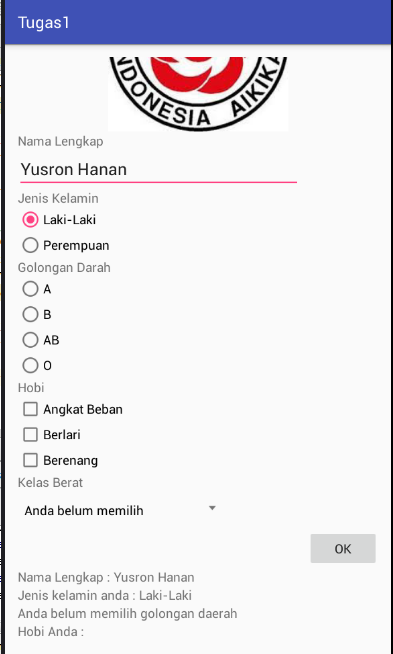 Tugas1
INDONESIA AIKIKAI
Nama Lengkap
Yusron Hanan
Jenis Kelamin
Laki-Laki
Perempuan
Golongan Darah
A
B
AB
O
Hobi
Angkat Beban
Berlari
Berenang
Kelas Berat
Anda belum memilih
OK
Nama Lengkap : Yusron Hanan
Jenis kelamin anda : Laki-Laki
Anda belum memilih golongan daerah
Hobi Anda :